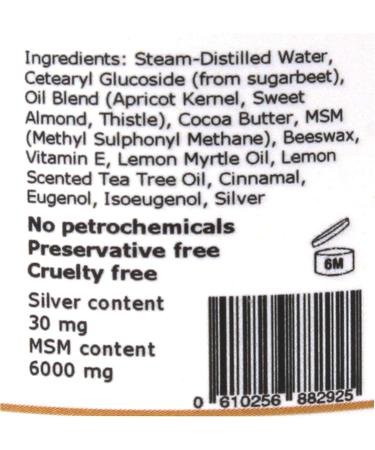 Ingredients: Steam-Distilled Water,
Cetearyl Glucoside (from sugarbeet),
Oil Blend (Apricot Kernel, Sweet
Almond, Thistle), Cocoa Butter, MSM
(Methyl Sulphonyl Methane), Beeswax,
Vitamin E, Lemon Myrtle Oil, Lemon
Scented Tea Tree Oil, Cinnamal,
Eugenol, Isoeugenol, Silver
No petrochemicals
Preservative free
Cruelty free
6M
Silver content
30 mg
MSM content
6000 mg
0 610256 882925